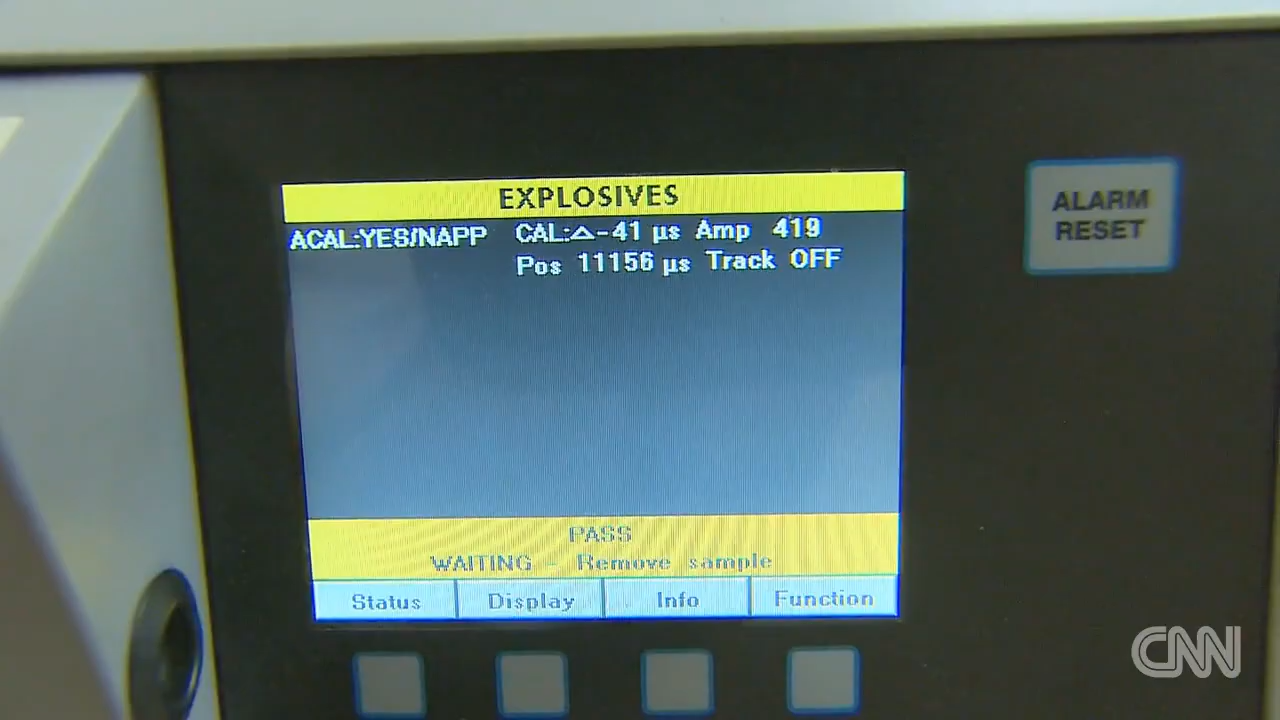 EXPLOSIVES
ACAL:YES/NAPP CAL:△-41 µs Amp 419
Pos 11156 µs Track OFF
ALARM
RESET
PASS
WAITING - Remove sample
Status Display Info Function
CNN